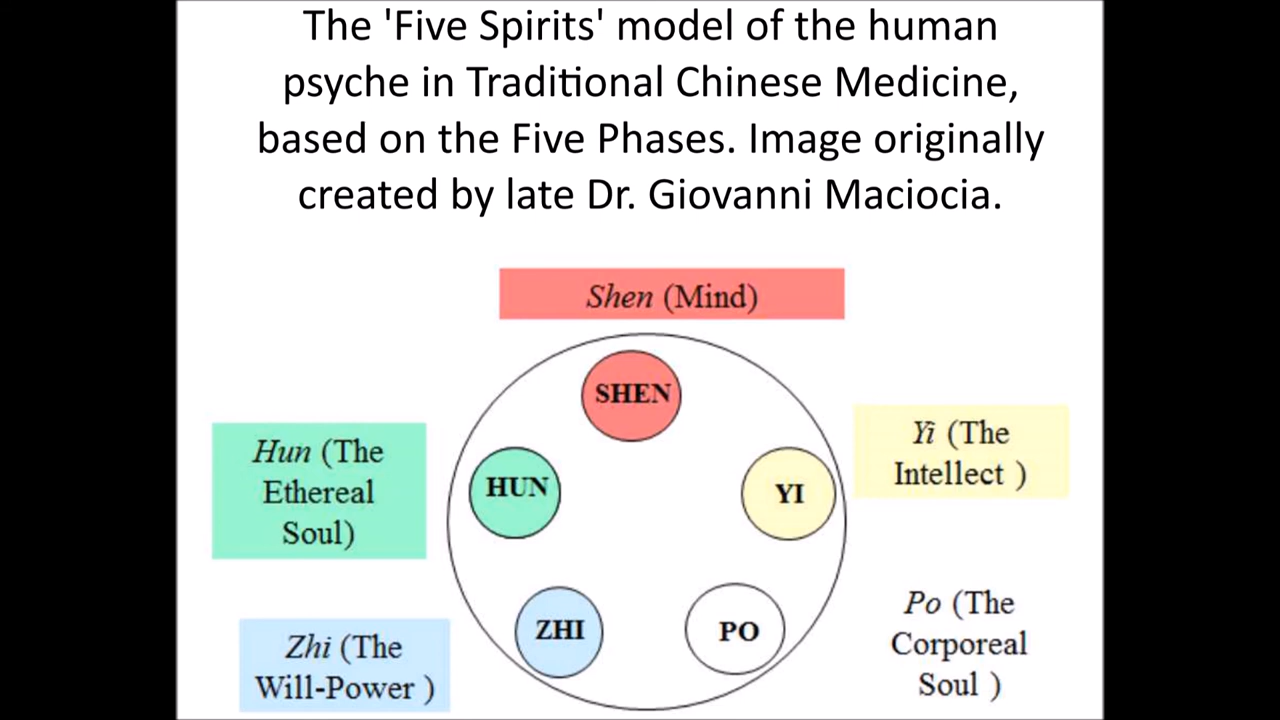 The 'Five Spirits' model of the human
psyche in Traditional Chinese Medicine,
based on the Five Phases. Image originally
created by late Dr. Giovanni Maciocia.
Shen (Mind)
SHEN
Hun (The
Ethereal
Soul)
HUN
YI
Yi (The
Intellect )
Zhi (The
Will-Power )
ZHI
PO
Po (The
Corporeal
Soul )